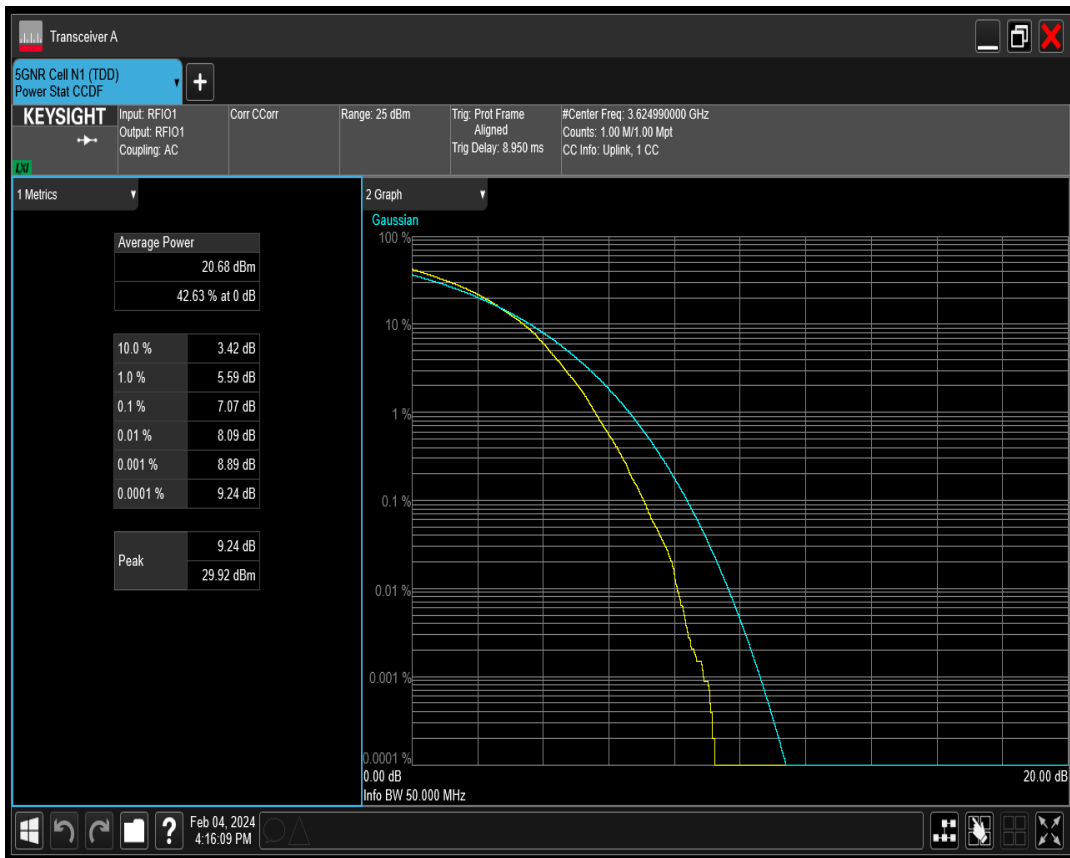 Transceiver A
5GNR Cell N1 (TDD)
Power Stat CCDF
+
KEYSIGHT
LXI
Input: RFIO1
Output: RFIO1
Coupling: AC
Corr CCorr
Range: 25 dBm
Trig: Prot Frame
Aligned
Trig Delay: 8.950 ms
#Center Freq: 3.624990000 GHz
Counts: 1.00 M/1.00 Mpt
CC Info: Uplink, 1 CC
1 Metrics
Average Power
20.68 dBm
42.63 % at 0 dB
10.0 % 3.42 dB
1.0 % 5.59 dB
0.1 % 7.07 dB
0.01 % 8.09 dB
0.001 % 8.89 dB
0.0001 % 9.24 dB
Peak
9.24 dB
29.92 dBm
2 Graph
Gaussian
100 %
10 %
1 %
0.1 %
0.01 %
0.001 %
0.0001 %
0.00 dB 20.00 dB
Info BW 50.000 MHz
?
Feb 04, 2024
4:16:09 PM